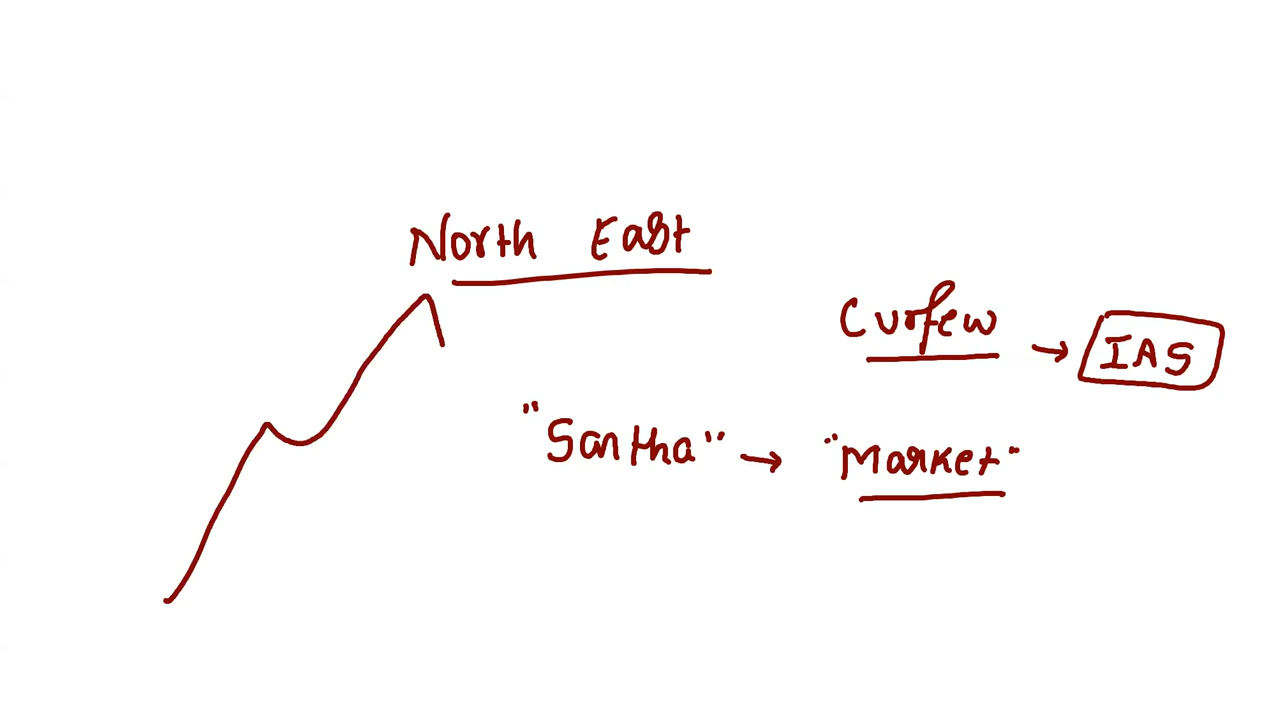 North East
Curfew → IAS
"Santha" → "Market"